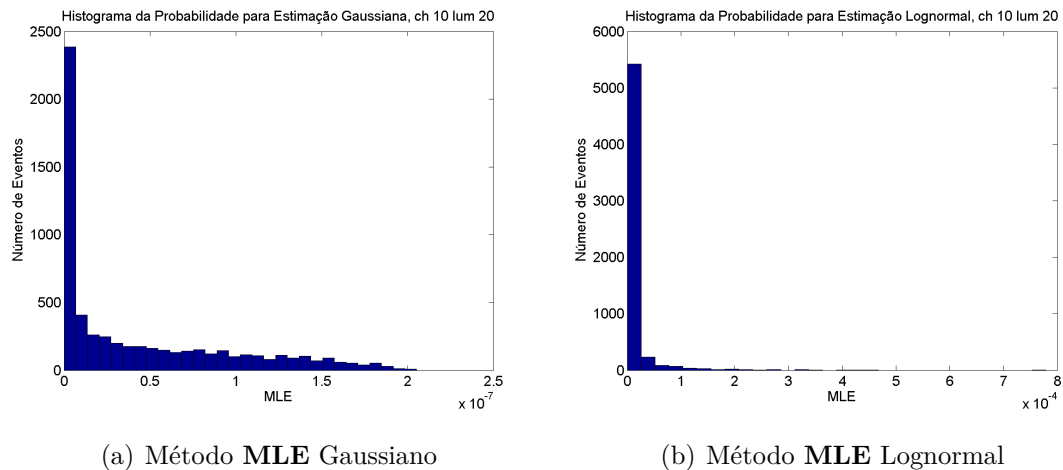 Histograma da Probabilidade para Estimação Gaussiana, ch 10 lum 20
2500
2000
1500
1000
500
0
Número de Eventos
0 0.5 1 1.5 2 2.5
MLE
x 10^-7
(a) Método MLE Gaussiano
Histograma da Probabilidade para Estimação Lognormal, ch 10 lum 20
6000
5000
4000
3000
2000
1000
0
Número de Eventos
0 1 2 3 4 5 6 7 8
MLE
x 10^-4
(b) Método MLE Lognormal